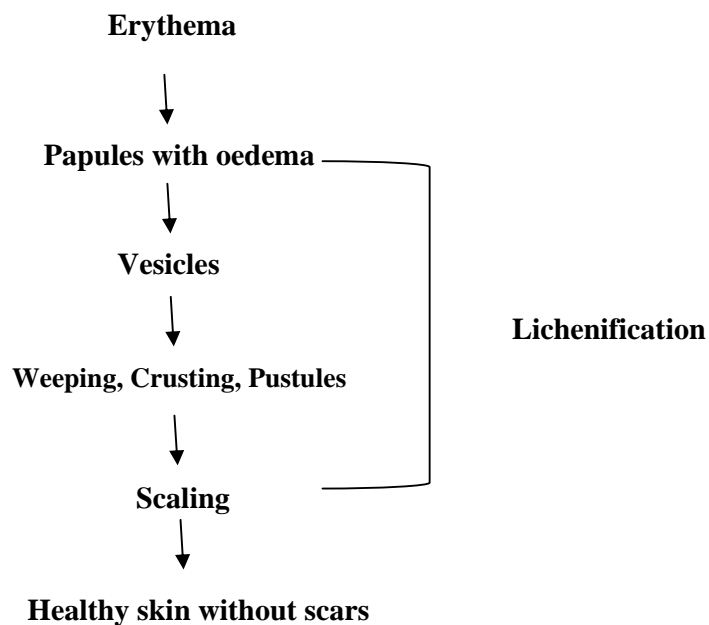 Erythema
Papules with oedema
Vesicles
Lichenification
Weeping, Crusting, Pustules
Scaling
Healthy skin without scars